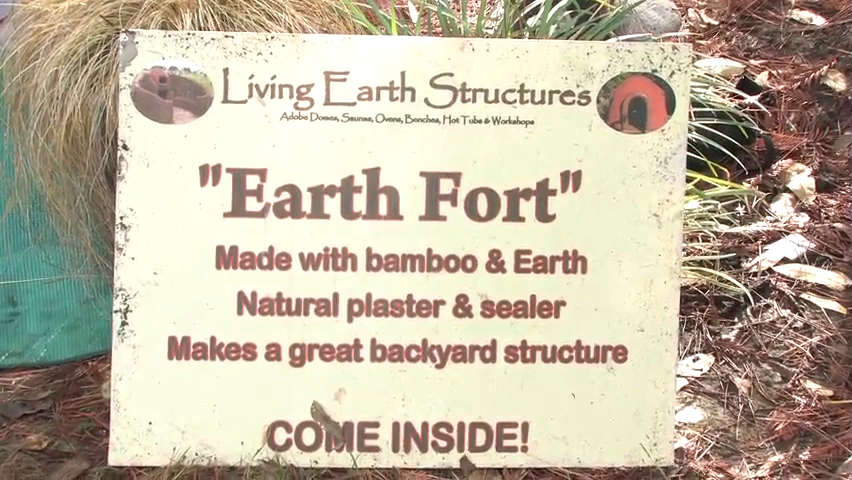 Living Earth Structures
Adobe Domes, Saunas, Ovens, Benches, Hot Tubs & Workshops
"Earth Fort"
Made with bamboo & Earth
Natural plaster & sealer
Makes a great backyard structure
COME INSIDE!